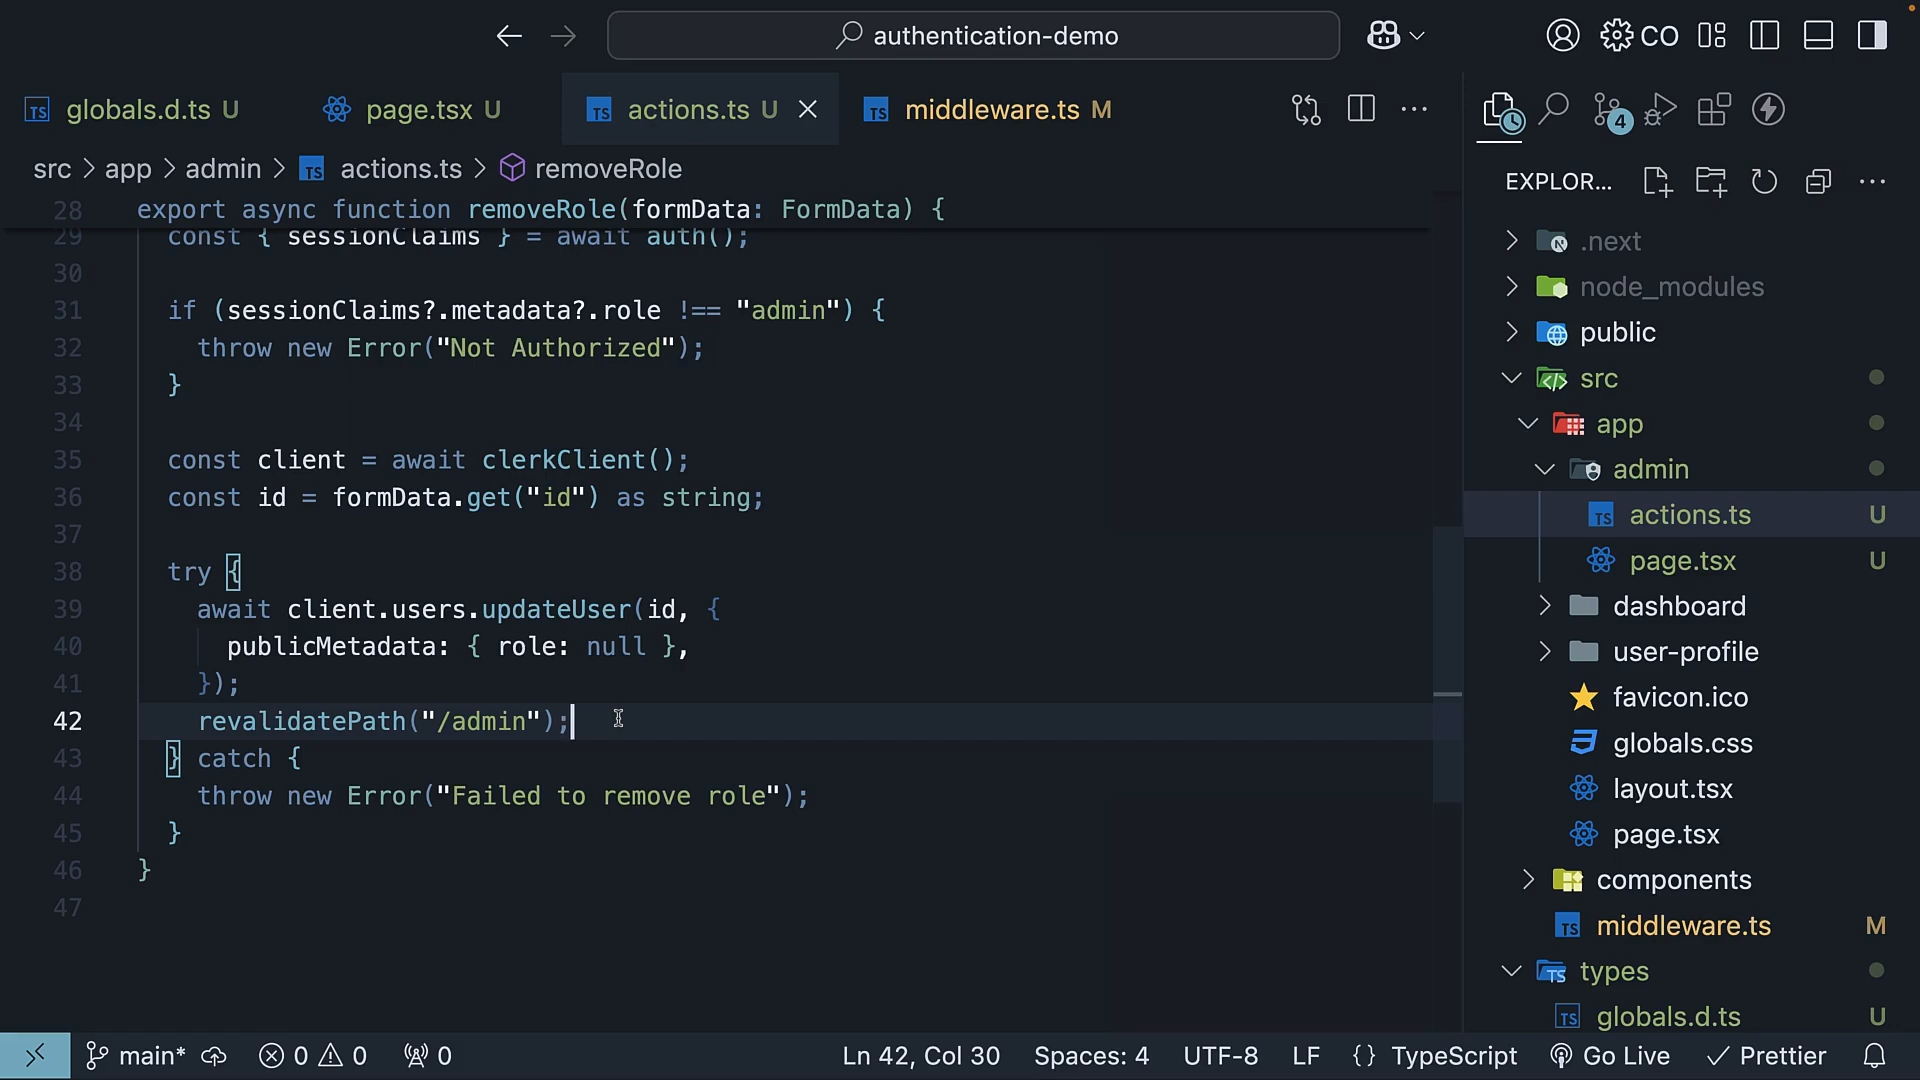 authentication-demo
CO
globals.d.ts U
page.tsx U
actions.ts U
middleware.ts M
src > app > admin > TS actions.ts > removeRole
28 export async function removeRole(formData: FormData) {
29 const { sessionClaims } = await auth();
30
31 if (sessionClaims?.metadata?.role !== "admin") {
32 throw new Error("Not Authorized");
33 }
34
35 const client = await clerkClient();
36 const id = formData.get("id") as string;
37
38 try {
39 await client.users.updateUser(id, {
40 publicMetadata: { role: null },
41 });
42 revalidatePath("/admin");
43 } catch {
44 throw new Error("Failed to remove role");
45 }
46 }
47
4
EXPLOR...
.next
node_modules
public
src
app
admin
TS actions.ts U
page.tsx U
dashboard
user-profile
favicon.ico
globals.css
layout.tsx
page.tsx
components
TS middleware.ts M
types
TS globals.d.ts U
main* 0 0 0
Ln 42, Col 30 Spaces: 4 UTF-8 LF {} TypeScript Go Live Prettier